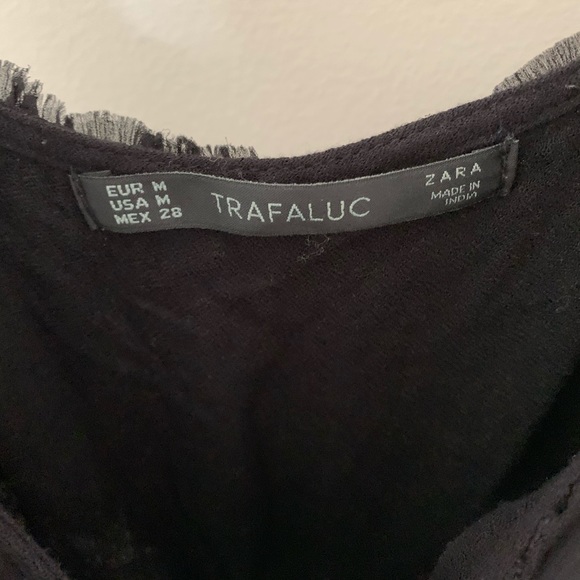 EUR M
USA M
MEX 28
TRAFALUC
ZARA
MADE IN
INDIA